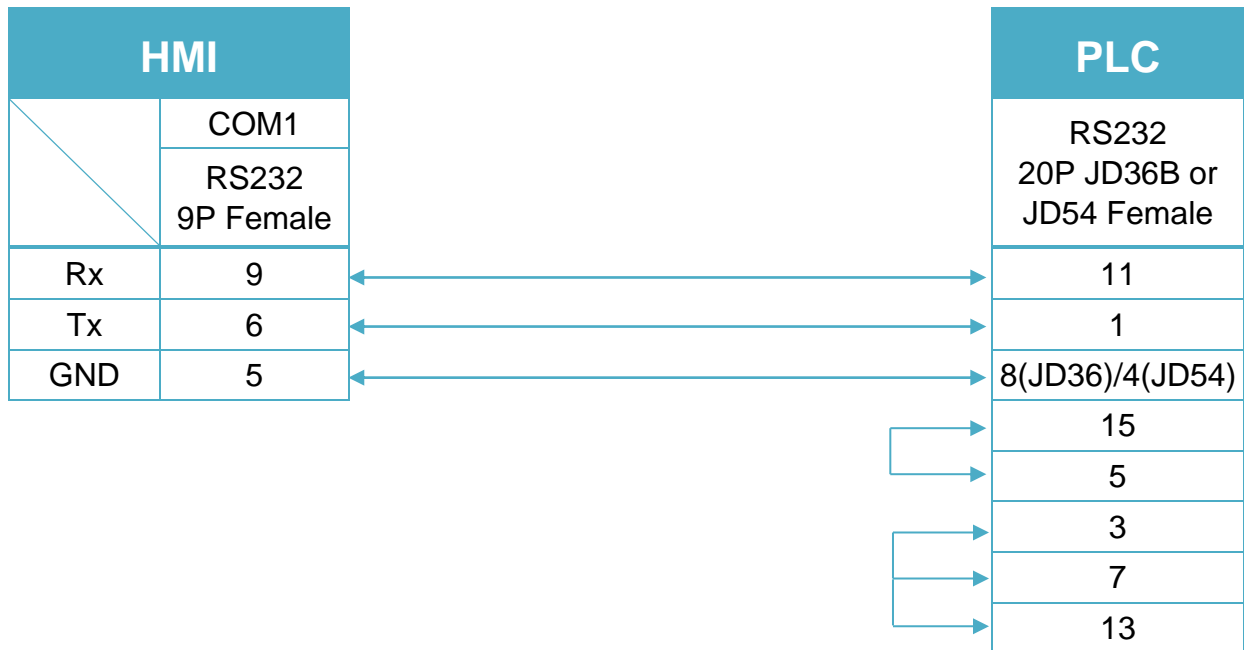 HMI
PLC
COM1
RS232
9P Female
RS232
20P JD36B or
JD54 Female
Rx 9 11
Tx 6 1
GND 5 8(JD36)/4(JD54)
15
5
3
7
13